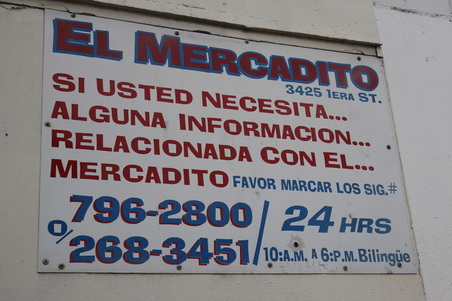 EL MERCADITO
3425 1ERA ST.
SI USTED NECESITA...
ALGUNA INFORMACION...
RELACIONADA CON EL...
MERCADITO FAVOR MARCAR LOS SIG.#
796-2800 / 24 HRS
O/ 268-3451 / 10:A.M. A 6:P.M. Bilingüe